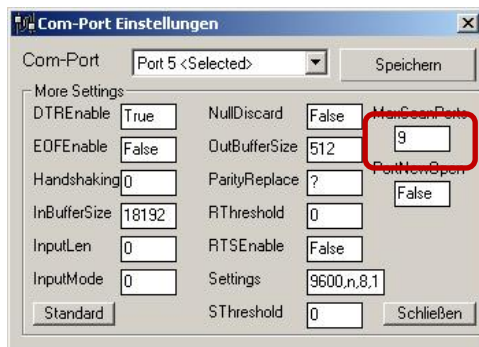 Com-Port Einstellungen
Com-Port Port 5 <Selected> Speichern
More Settings
DTREnable True NullDiscard False MaxScanPorts
EOFEnable False OutBufferSize 512 9
Handshaking 0 ParityReplace ? PortNewOpen
InBufferSize 18192 RThreshold 0 False
InputLen 0 RTSEnable False
InputMode 0 Settings 9600,n,8,1
Standard SThreshold 0 Schließen